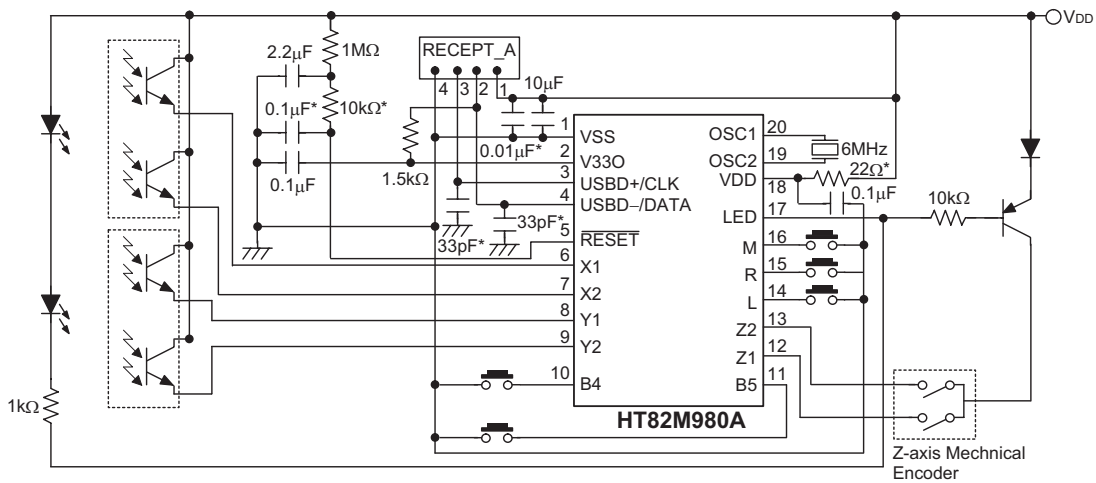 VDD
2.2μF
1MΩ
RECEPT_A
4 3 2 1
10μF
0.1μF*
10kΩ*
0.01μF*
0.1μF
1.5kΩ
33pF*
33pF*
1 VSS
2 V33O
3 USBD+/CLK
4 USBD−/DATA
5 RESET
6 X1
7 X2
8 Y1
9 Y2
10 B4
OSC1 20
OSC2 19
VDD 18
LED 17
M 16
R 15
L 14
Z2 13
Z1 12
B5 11
6MHz
22Ω*
0.1μF
10kΩ
1kΩ
HT82M980A
Z-axis Mechnical
Encoder